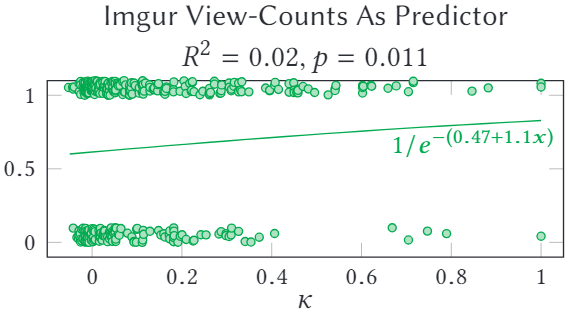 Imgur View-Counts As Predictor
R² = 0.02, p = 0.011
1
0.5
0
1/e^−(0.47+1.1x)
0 0.2 0.4 0.6 0.8 1
κ